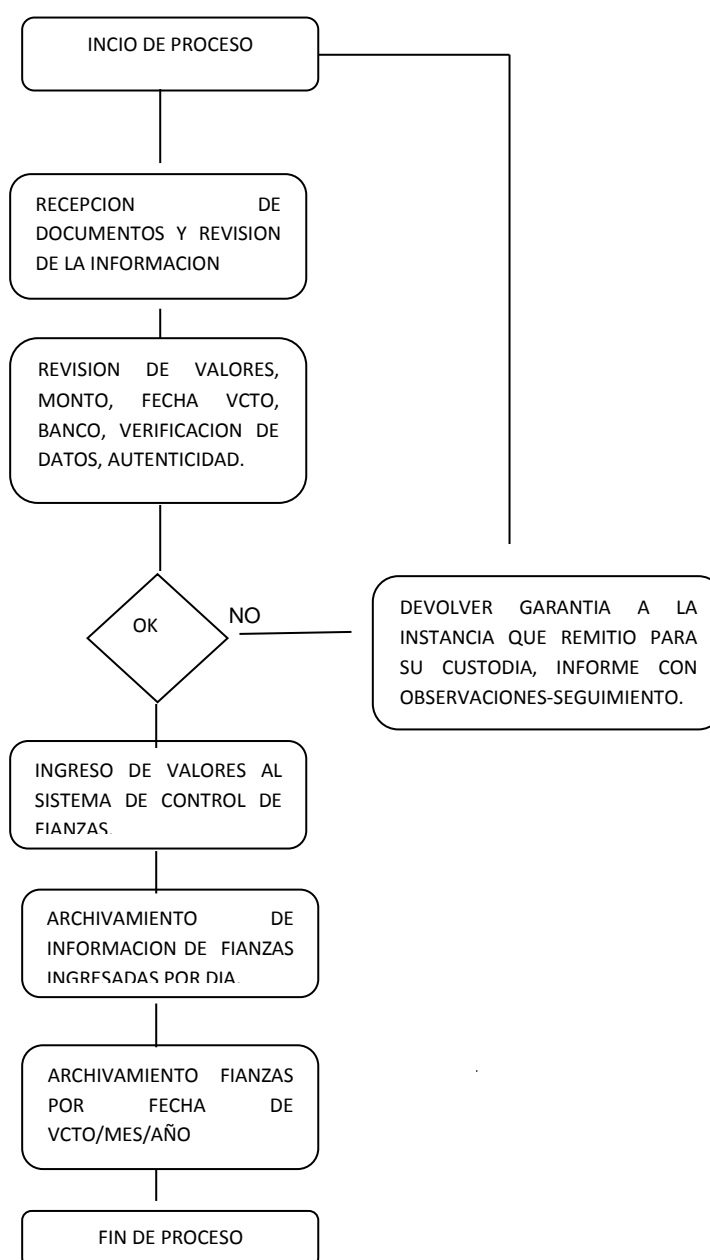 INCIO DE PROCESO
RECEPCION DE
DOCUMENTOS Y REVISION
DE LA INFORMACION
REVISION DE VALORES,
MONTO, FECHA VCTO,
BANCO, VERIFICACION DE
DATOS, AUTENTICIDAD.
OK
NO
DEVOLVER GARANTIA A LA
INSTANCIA QUE REMITIO PARA
SU CUSTODIA, INFORME CON
OBSERVACIONES-SEGUIMIENTO.
INGRESO DE VALORES AL
SISTEMA DE CONTROL DE
FIANZAS.
ARCHIVAMIENTO DE
INFORMACION DE FIANZAS
INGRESADAS POR DIA.
ARCHIVAMIENTO FIANZAS
POR FECHA DE
VCTO/MES/AÑO
FIN DE PROCESO